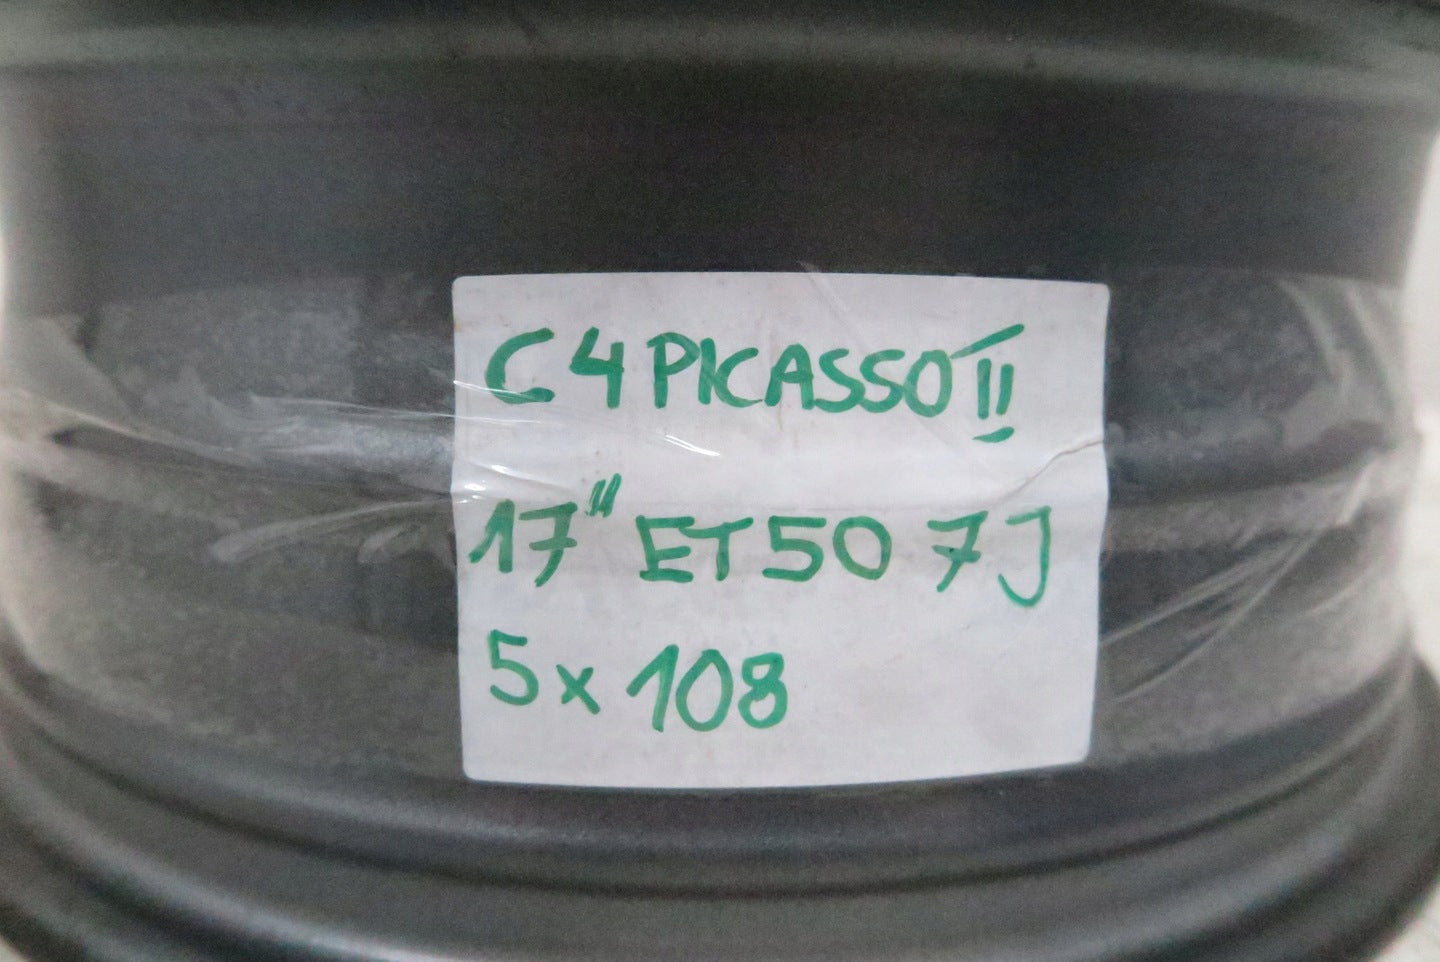 C4 PICASSO II
17" ET50 7J
5x108